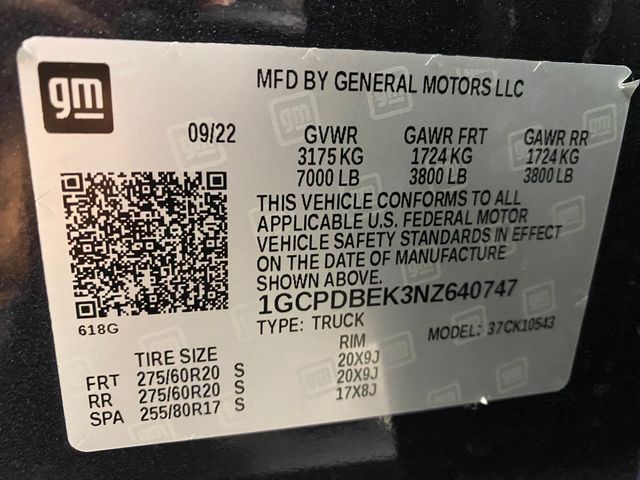 gm
MFD BY GENERAL MOTORS LLC
09/22 GVWR GAWR FRT GAWR RR
3175 KG 1724 KG 1724 KG
7000 LB 3800 LB 3800 LB
THIS VEHICLE CONFORMS TO ALL
APPLICABLE U.S. FEDERAL MOTOR
VEHICLE SAFETY STANDARDS IN EFFECT
ON THE DATE OF MANUFACTURE
SHOWN ABOVE.
1GCPDBEK3NZ640747
618G
TYPE: TRUCK MODEL: 37CK10543
TIRE SIZE RIM
FRT 275/60R20 S 20X9J
RR 275/60R20 S 20X9J
SPA 255/80R17 S 17X8J